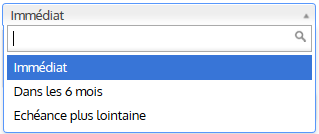 Immédiat
Immédiat
Dans les 6 mois
Echéance plus lointaine